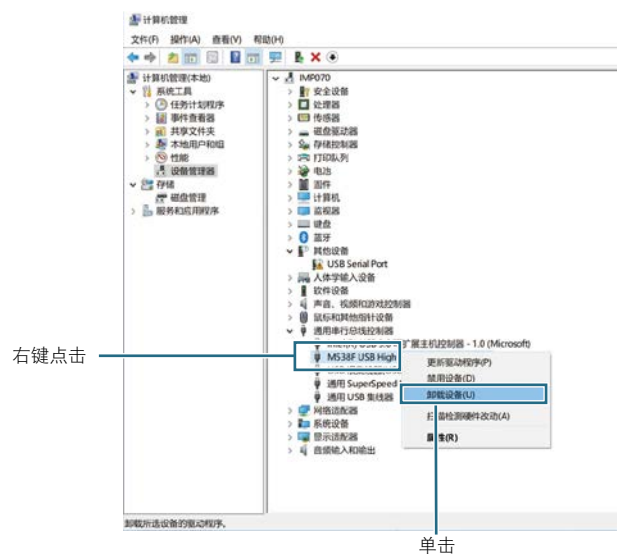 计算机管理
文件(F) 操作(A) 查看(V) 帮助(H)
计算机管理(本地)
系统工具
任务计划程序
事件查看器
共享文件夹
本地用户和组
性能
设备管理器
存储
磁盘管理
服务和应用程序
IMF070
安全设备
处理器
传感器
磁盘驱动器
存储控制器
打印队列
电池
固件
计算机
监视器
键盘
蓝牙
其他设备
USB Serial Port
人体学输入设备
软件设备
声音、视频和游戏控制器
鼠标和其他指针设备
通用串行总线控制器
扩展主机控制器 - 1.0 (Microsoft)
右键点击
MS38F USB High
通用 SuperSpeed
通用 USB 集线器
网络适配器
系统设备
显示适配器
音频输入和输出
更新驱动程序(P)
禁用设备(D)
卸载设备(U)
扫描检测硬件改动(A)
属性(R)
卸载所选设备的驱动程序。
单击